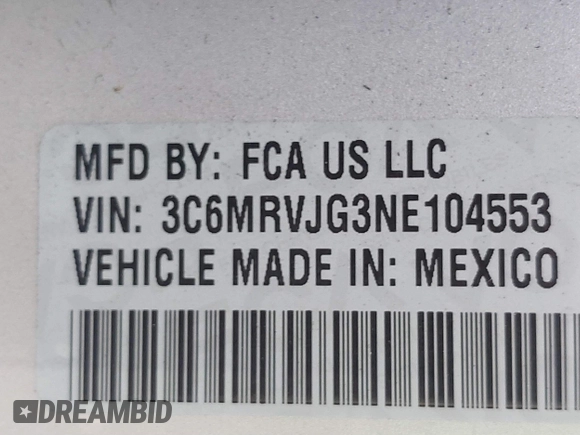 MFD BY: FCA US LLC
VIN: 3C6MRVJG3NE104553
VEHICLE MADE IN: MEXICO
DREAMBID